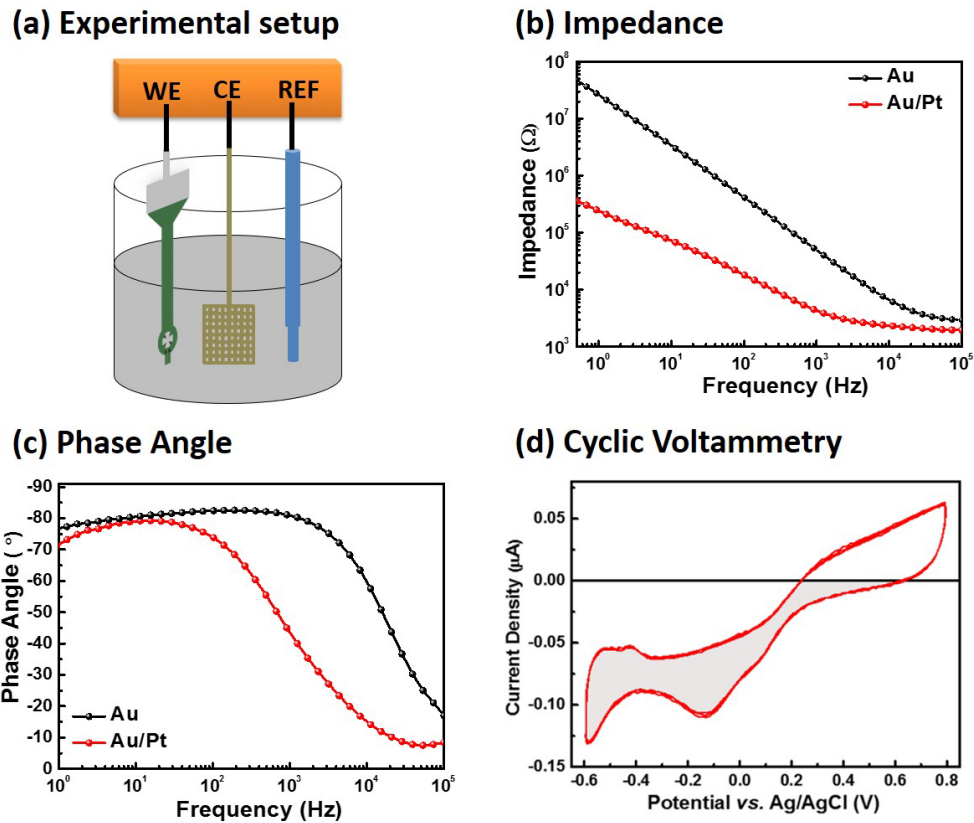 (a) Experimental setup
WE CE REF
(b) Impedance
10^8
10^7
10^6
10^5
10^4
10^3
Impedance (Ω)
Au
Au/Pt
10^0 10^1 10^2 10^3 10^4 10^5
Frequency (Hz)
(c) Phase Angle
-90
-80
-70
-60
-50
-40
-30
-20
-10
0
Phase Angle ( °)
Au
Au/Pt
10^0 10^1 10^2 10^3 10^4 10^5
Frequency (Hz)
(d) Cyclic Voltammetry
0.05
0.00
-0.05
-0.10
-0.15
Current Density (µA)
-0.6 -0.4 -0.2 0.0 0.2 0.4 0.6 0.8
Potential vs. Ag/AgCl (V)